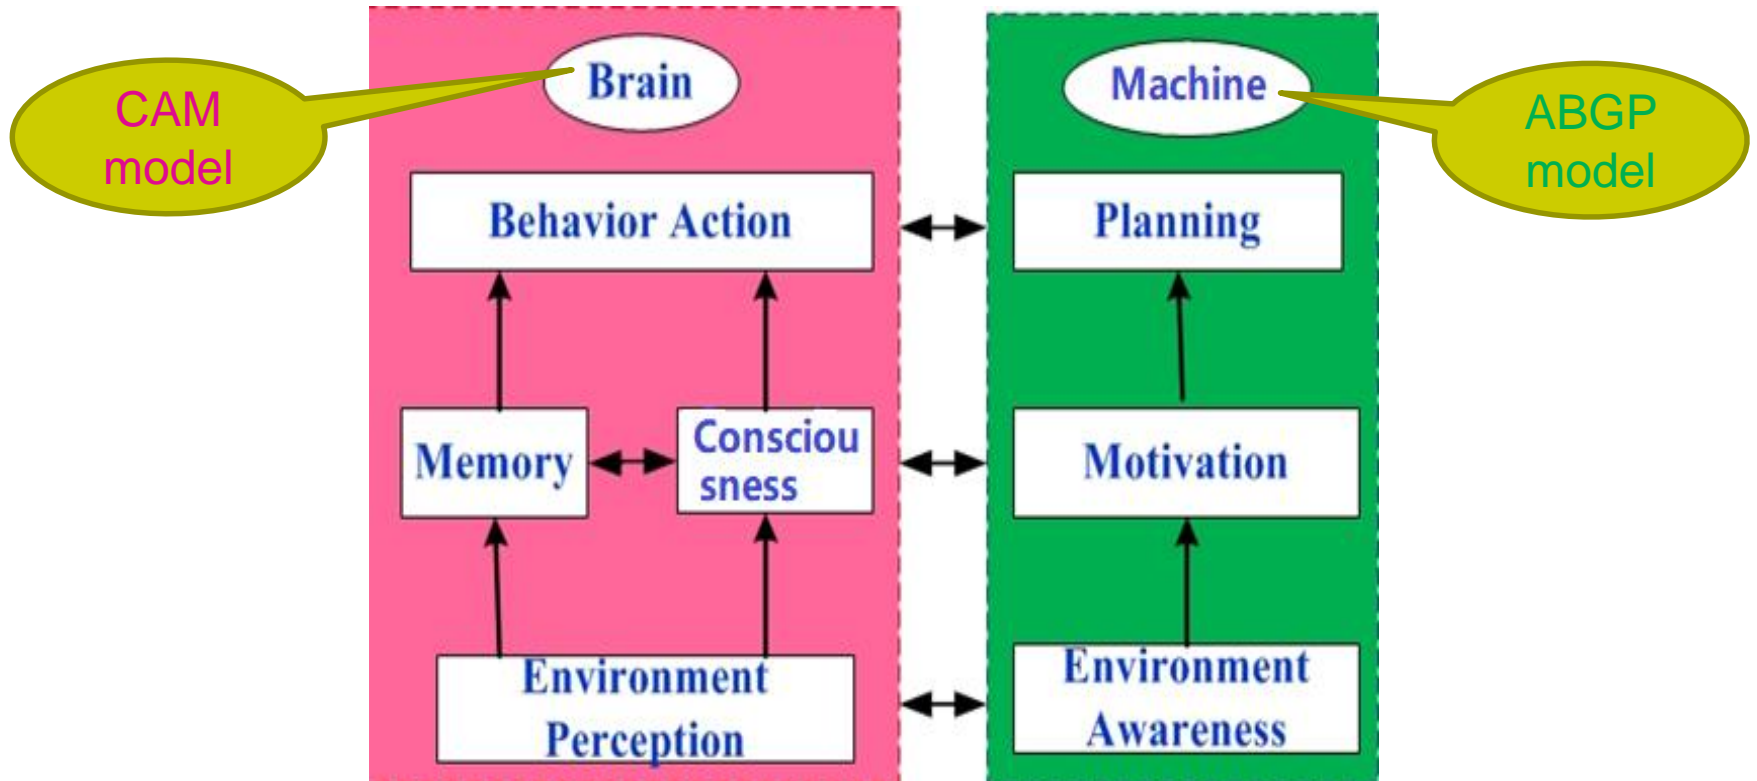 CAM
model
Brain
Behavior Action
Memory
Consciou
sness
Environment
Perception
Machine
Planning
Motivation
Environment
Awareness
ABGP
model